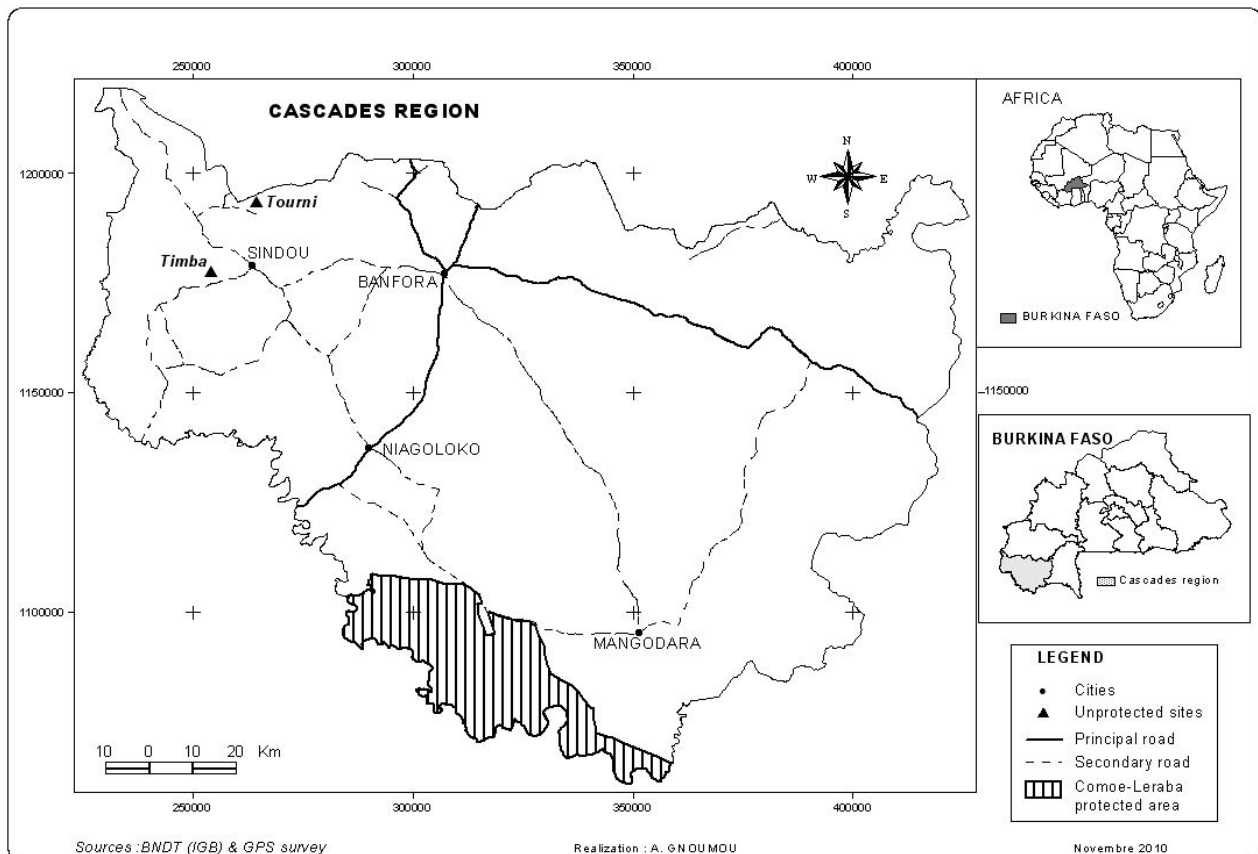 250000 300000 350000 400000
CASCADES REGION
N
W E
S
1200000
Tourni
Timba
SINDOU
BANFORA
1150000
NIAGOLOKO
1100000
MANGODARA
10 0 10 20 Km
250000 300000 350000 400000
AFRICA
BURKINA FASO
1150000
BURKINA FASO
Cascades region
LEGEND
Cities
Unprotected sites
Principal road
Secondary road
Comoe-Leraba
protected area
Sources :BNDT (IGB) & GPS survey
Realization : A. GNOUMOU
Novembre 2010